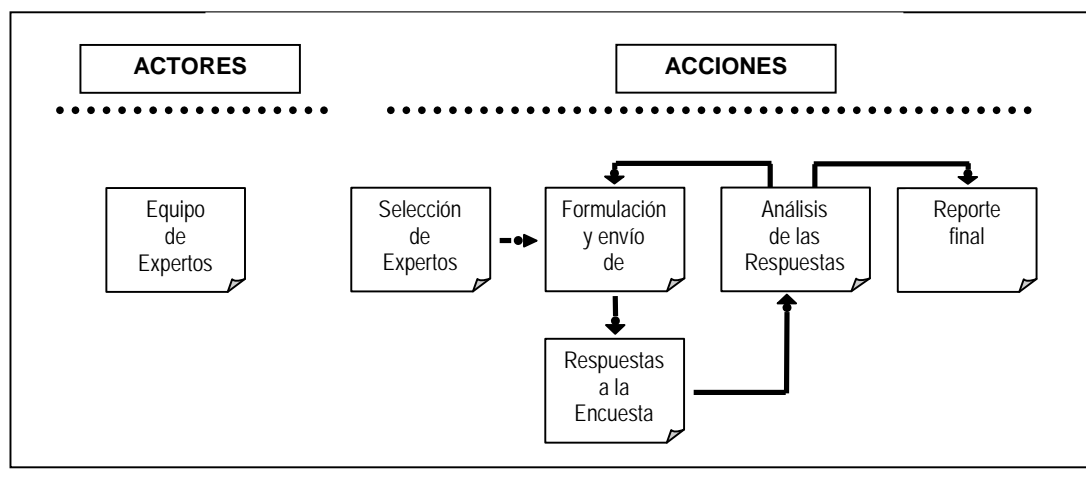 ACTORES
ACCIONES
Equipo
de
Expertos
Selección
de
Expertos
Formulación
y envío
de
Análisis
de las
Respuestas
Reporte
final
Respuestas
a la
Encuesta